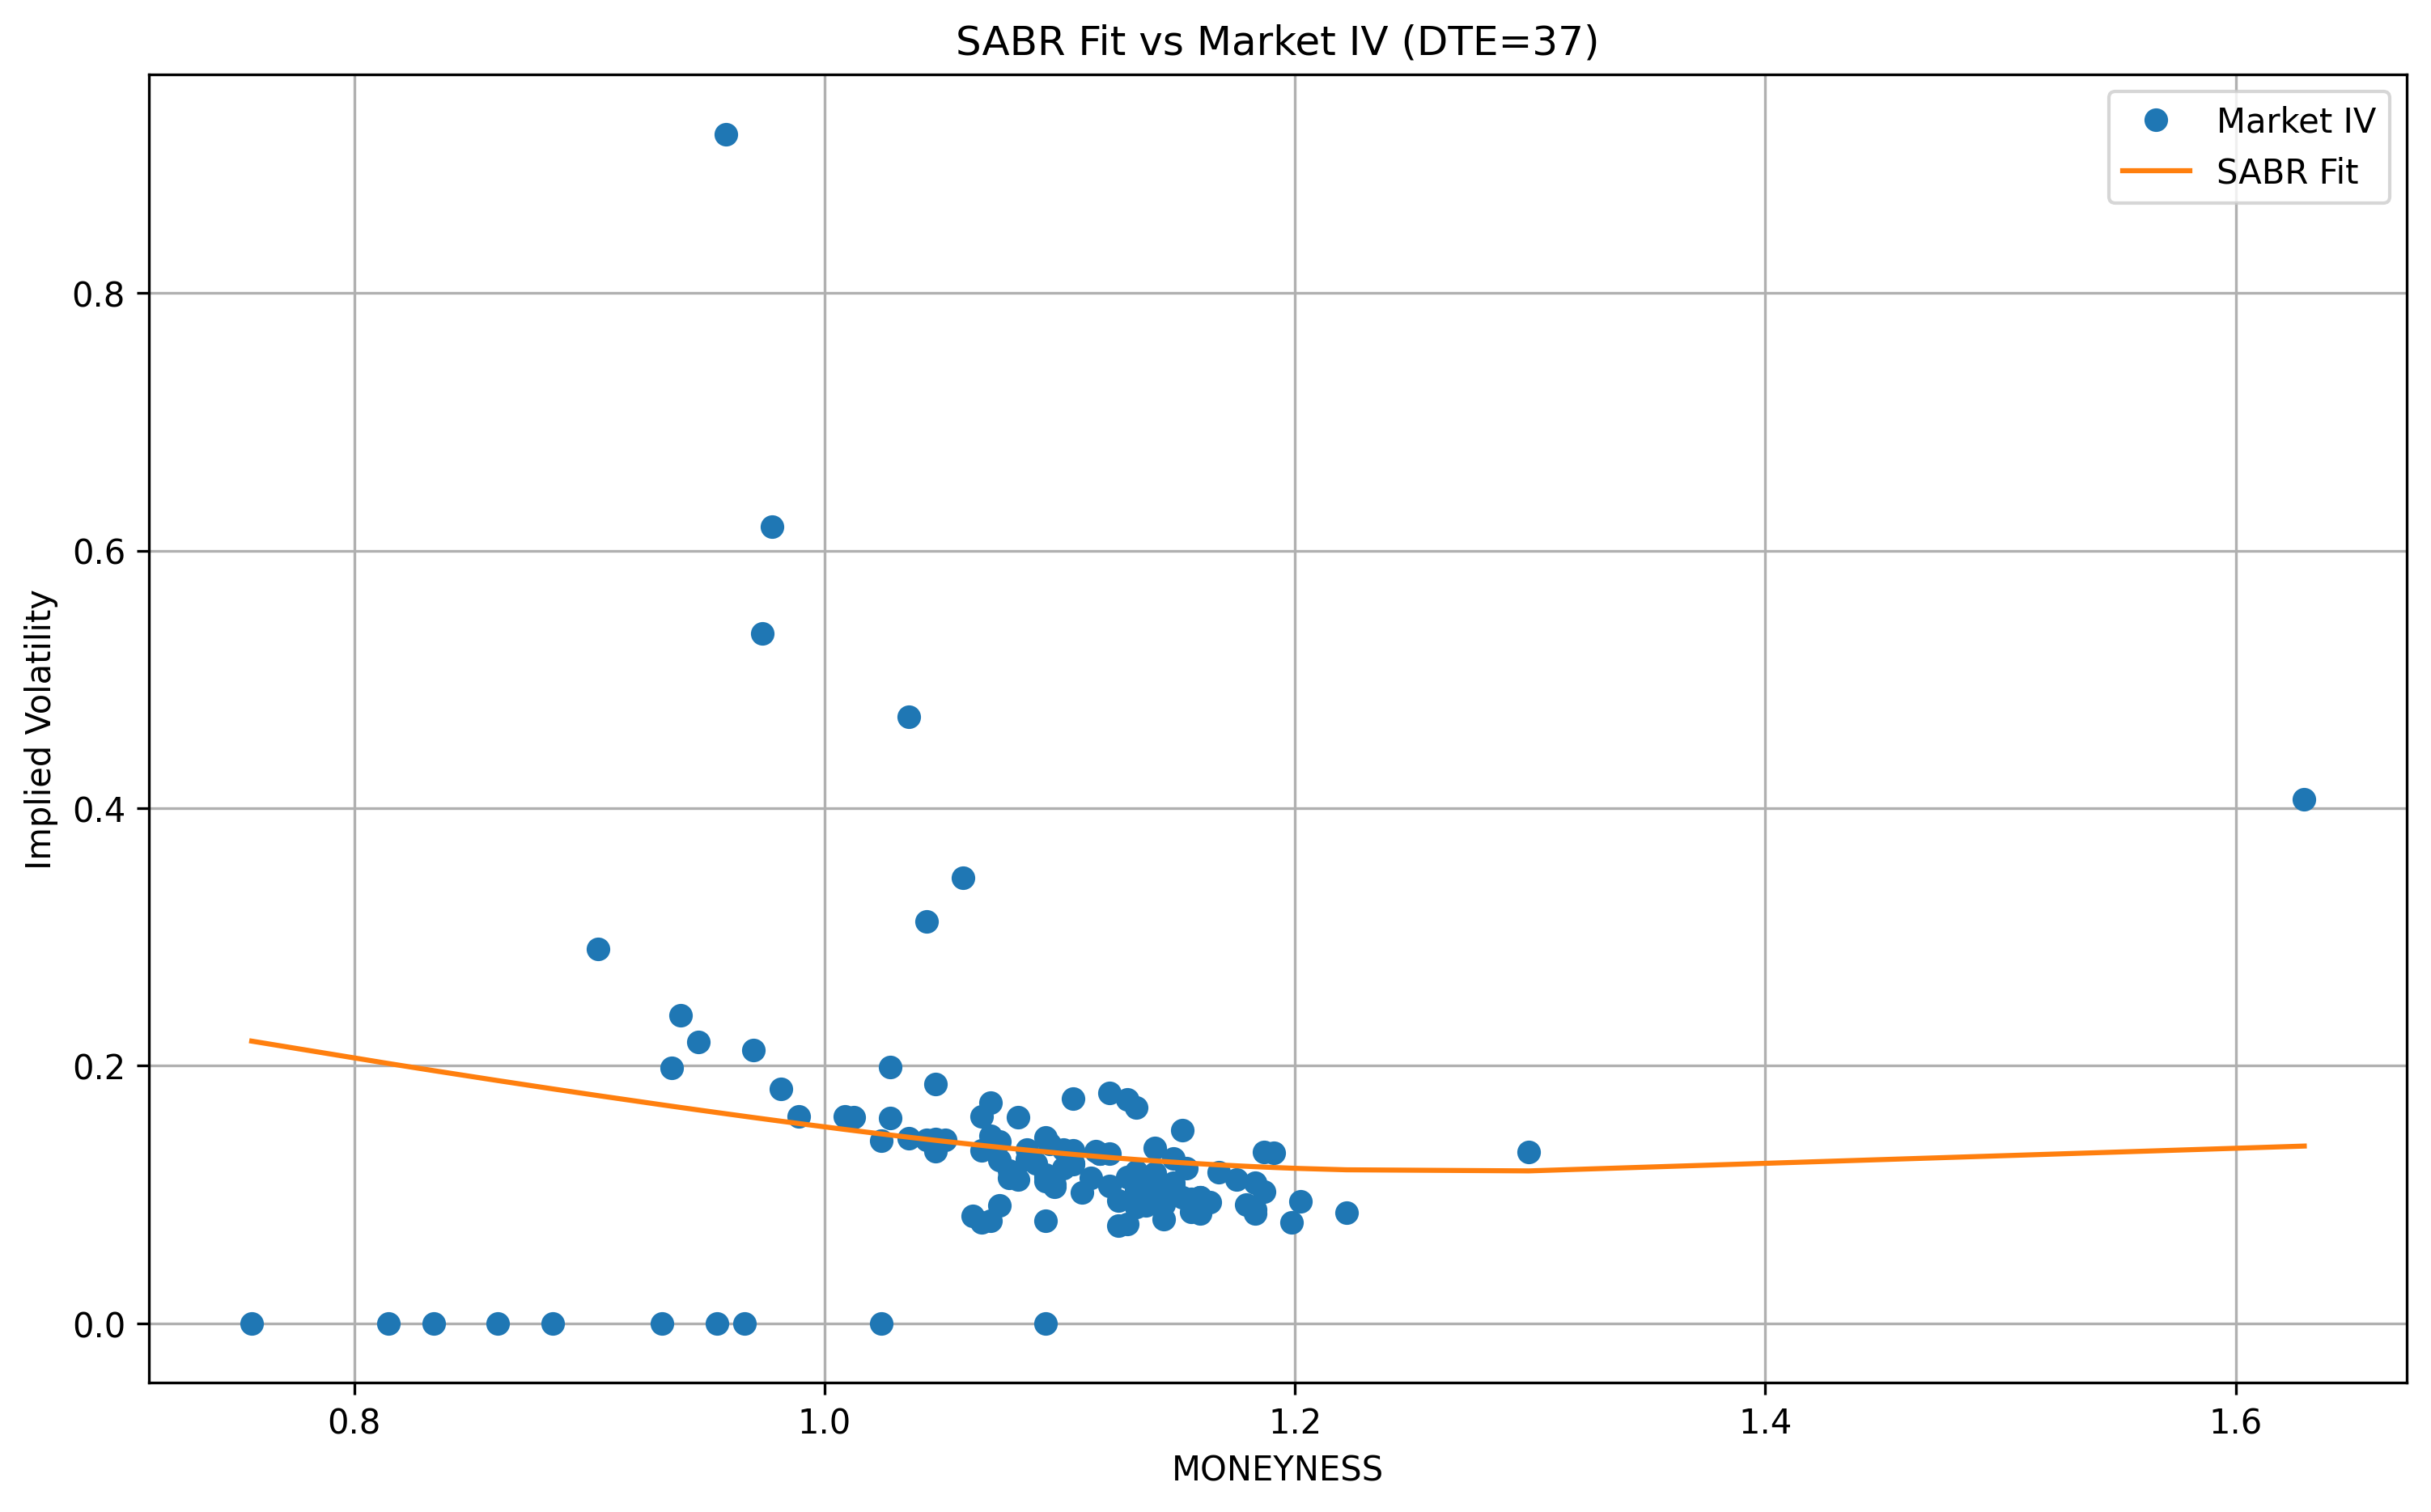 SABR Fit vs Market IV (DTE=37)
Market IV
SABR Fit
Implied Volatility
0.8
0.6
0.4
0.2
0.0
0.8 1.0 1.2 1.4 1.6
MONEYNESS